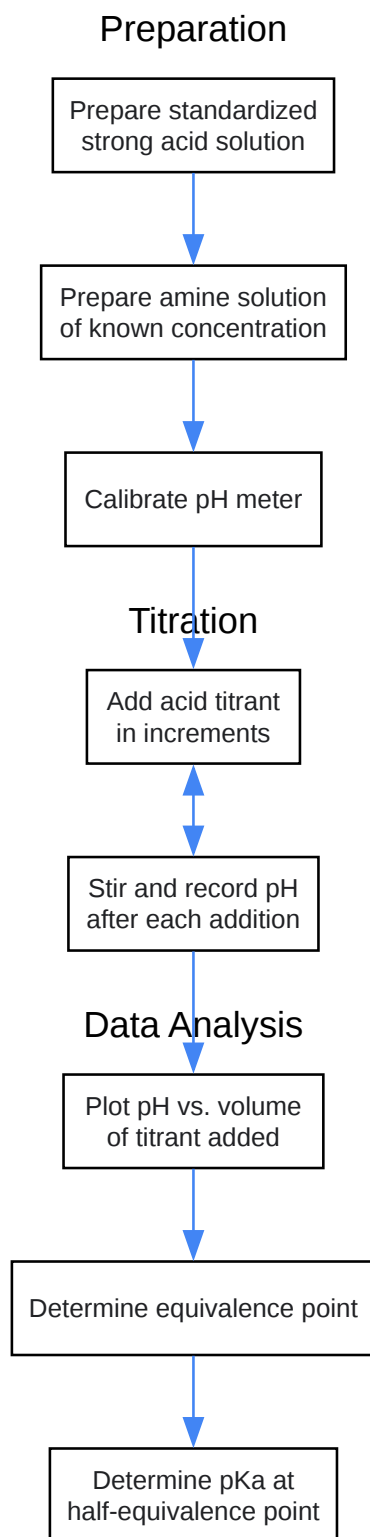 Preparation
Prepare standardized
strong acid solution
Prepare amine solution
of known concentration
Calibrate pH meter
Titration
Add acid titrant
in increments
Stir and record pH
after each addition
Data Analysis
Plot pH vs. volume
of titrant added
Determine equivalence point
Determine pKa at
half-equivalence point